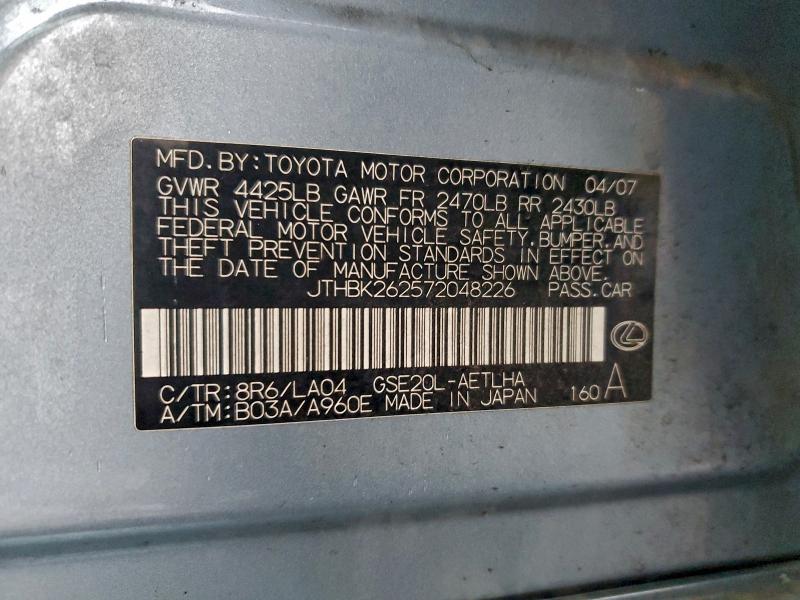 MFD. BY: TOYOTA MOTOR CORPORATION 04/07
GVWR 4425LB GAWR FR 2470LB RR 2430LB
THIS VEHICLE CONFORMS TO ALL APPLICABLE
FEDERAL MOTOR VEHICLE SAFETY, BUMPER, AND
THEFT PREVENTION STANDARDS IN EFFECT ON
THE DATE OF MANUFACTURE SHOWN ABOVE.
JTHBK262572048226 PASS. CAR
C/TR: 8R6/LA04 GSE20L-AETLHA
A/TM: B03A/A960E MADE IN JAPAN 160 A